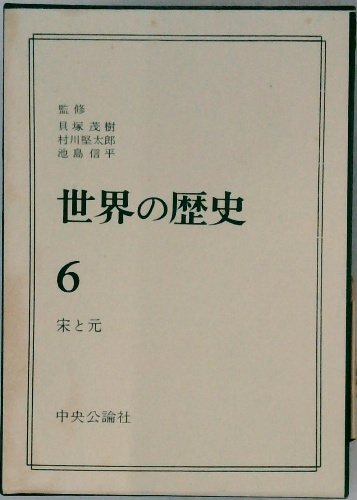 監修
貝塚茂樹
村川堅太郎
池島信平
世界の歴史
6
宋と元
中央公論社